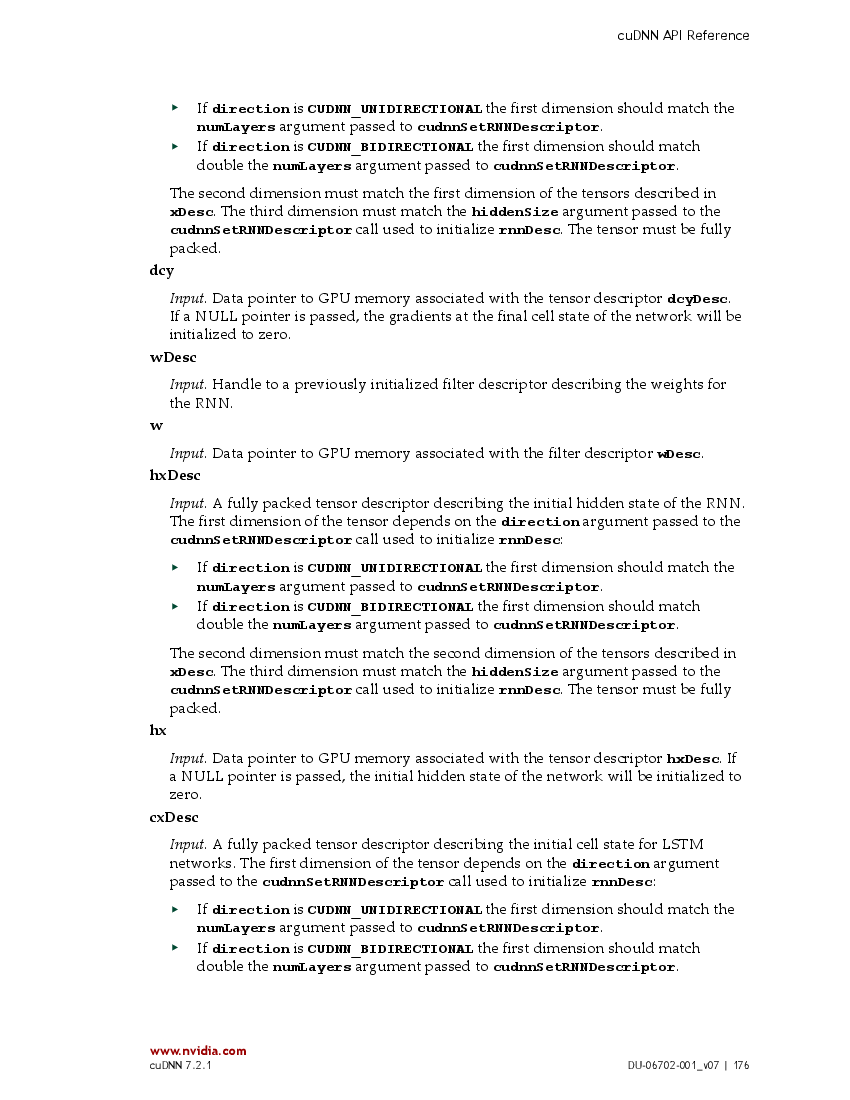 cuDNN API Reference
▸ If direction is CUDNN_UNIDIRECTIONAL the first dimension should match the
numLayers argument passed to cudnnSetRNNDescriptor.
▸ If direction is CUDNN_BIDIRECTIONAL the first dimension should match
double the numLayers argument passed to cudnnSetRNNDescriptor.
The second dimension must match the first dimension of the tensors described in
xDesc. The third dimension must match the hiddenSize argument passed to the
cudnnSetRNNDescriptor call used to initialize rnnDesc. The tensor must be fully
packed.
dcy
Input. Data pointer to GPU memory associated with the tensor descriptor dcyDesc.
If a NULL pointer is passed, the gradients at the final cell state of the network will be
initialized to zero.
wDesc
Input. Handle to a previously initialized filter descriptor describing the weights for
the RNN.
w
Input. Data pointer to GPU memory associated with the filter descriptor wDesc.
hxDesc
Input. A fully packed tensor descriptor describing the initial hidden state of the RNN.
The first dimension of the tensor depends on the direction argument passed to the
cudnnSetRNNDescriptor call used to initialize rnnDesc:
▸ If direction is CUDNN_UNIDIRECTIONAL the first dimension should match the
numLayers argument passed to cudnnSetRNNDescriptor.
▸ If direction is CUDNN_BIDIRECTIONAL the first dimension should match
double the numLayers argument passed to cudnnSetRNNDescriptor.
The second dimension must match the second dimension of the tensors described in
xDesc. The third dimension must match the hiddenSize argument passed to the
cudnnSetRNNDescriptor call used to initialize rnnDesc. The tensor must be fully
packed.
hx
Input. Data pointer to GPU memory associated with the tensor descriptor hxDesc. If
a NULL pointer is passed, the initial hidden state of the network will be initialized to
zero.
cxDesc
Input. A fully packed tensor descriptor describing the initial cell state for LSTM
networks. The first dimension of the tensor depends on the direction argument
passed to the cudnnSetRNNDescriptor call used to initialize rnnDesc:
▸ If direction is CUDNN_UNIDIRECTIONAL the first dimension should match the
numLayers argument passed to cudnnSetRNNDescriptor.
▸ If direction is CUDNN_BIDIRECTIONAL the first dimension should match
double the numLayers argument passed to cudnnSetRNNDescriptor.
www.nvidia.com
cuDNN 7.2.1 DU-06702-001_v07 | 176